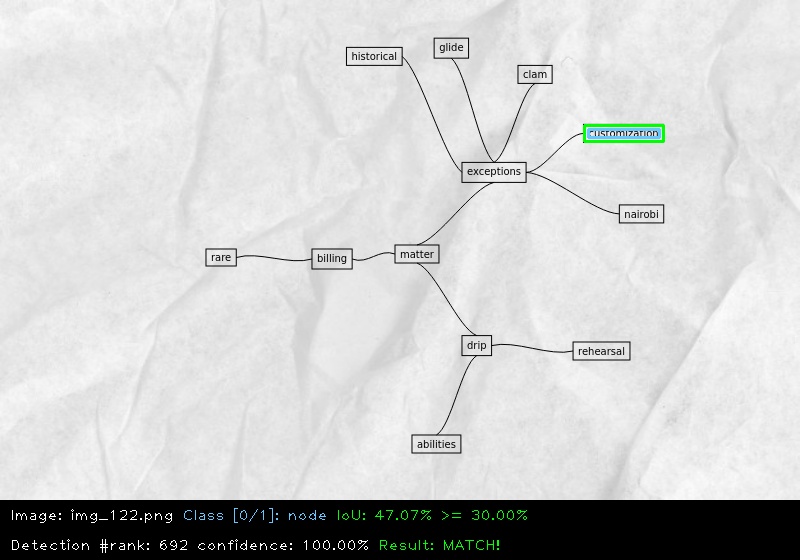 glide
historical
clam
customization
exceptions
nairobi
matter
rare
billing
drip
rehearsal
abilities
Image: img_122.png Class [0/1]: node IoU: 47.07% >= 30.00%
Detection #rank: 692 confidence: 100.00% Result: MATCH!